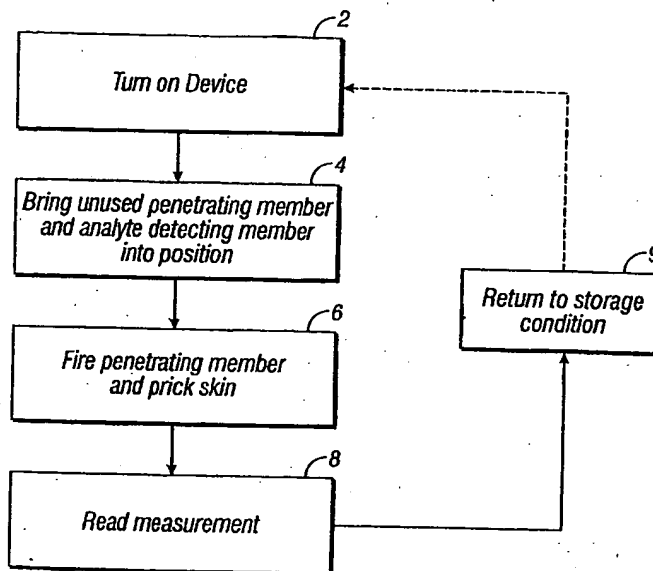 2
Turn on Device
4
Bring unused penetrating member
and analyte detecting member
into position
9
Return to storage
condition
6
Fire penetrating member
and prick skin
8
Read measurement